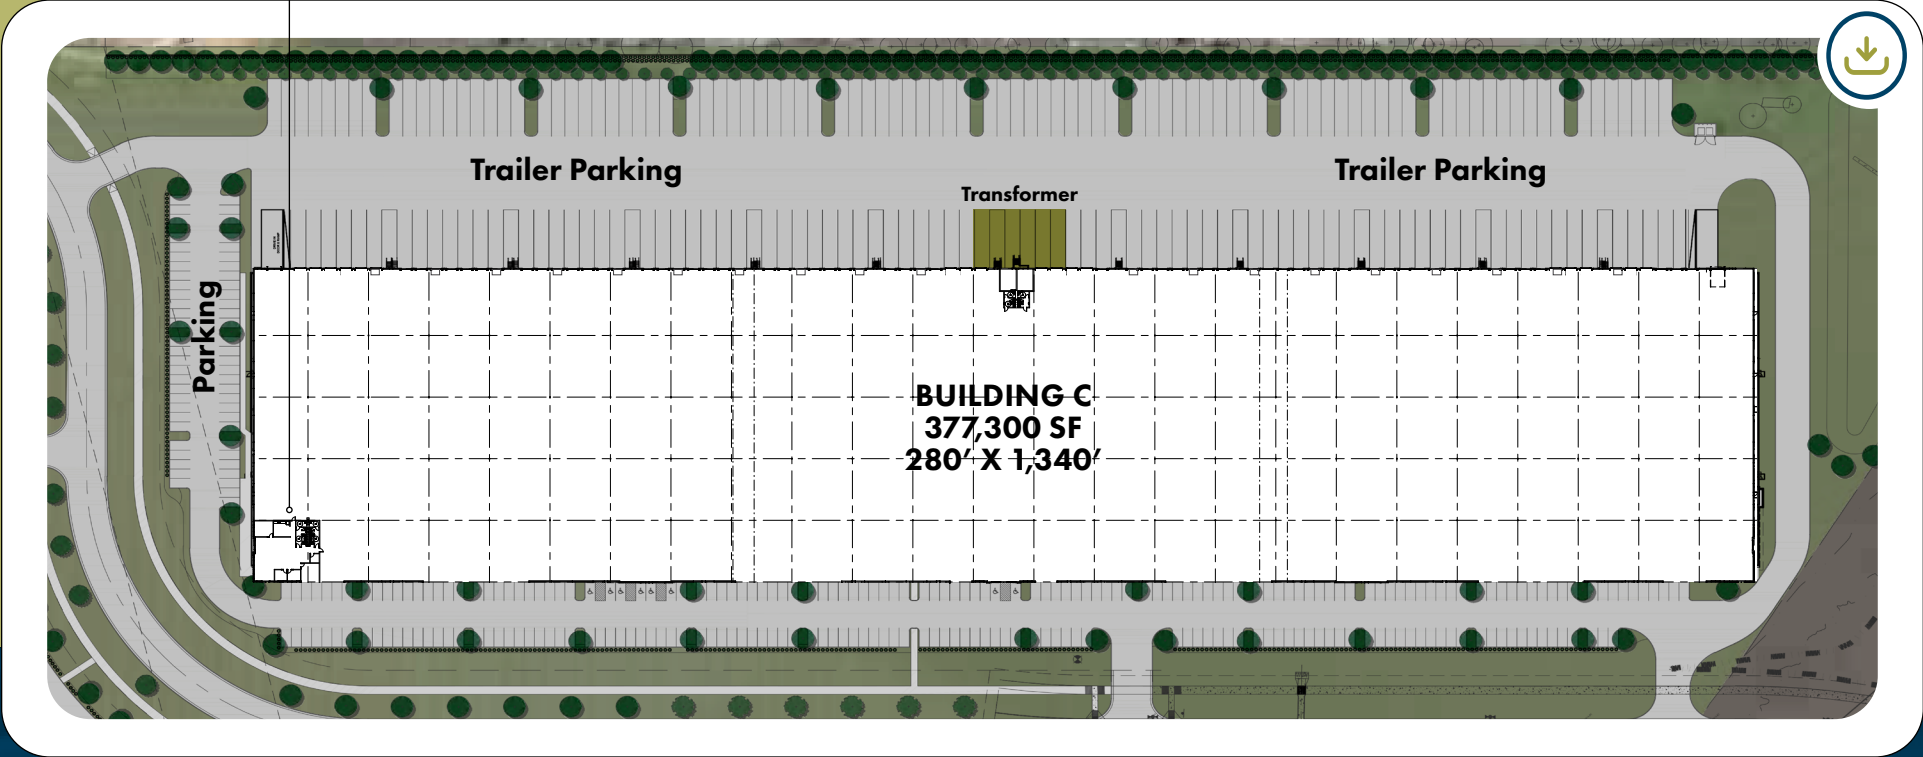 Trailer Parking
Trailer Parking
Transformer
Parking
BUILDING C
377,300 SF
280′ X 1,340′